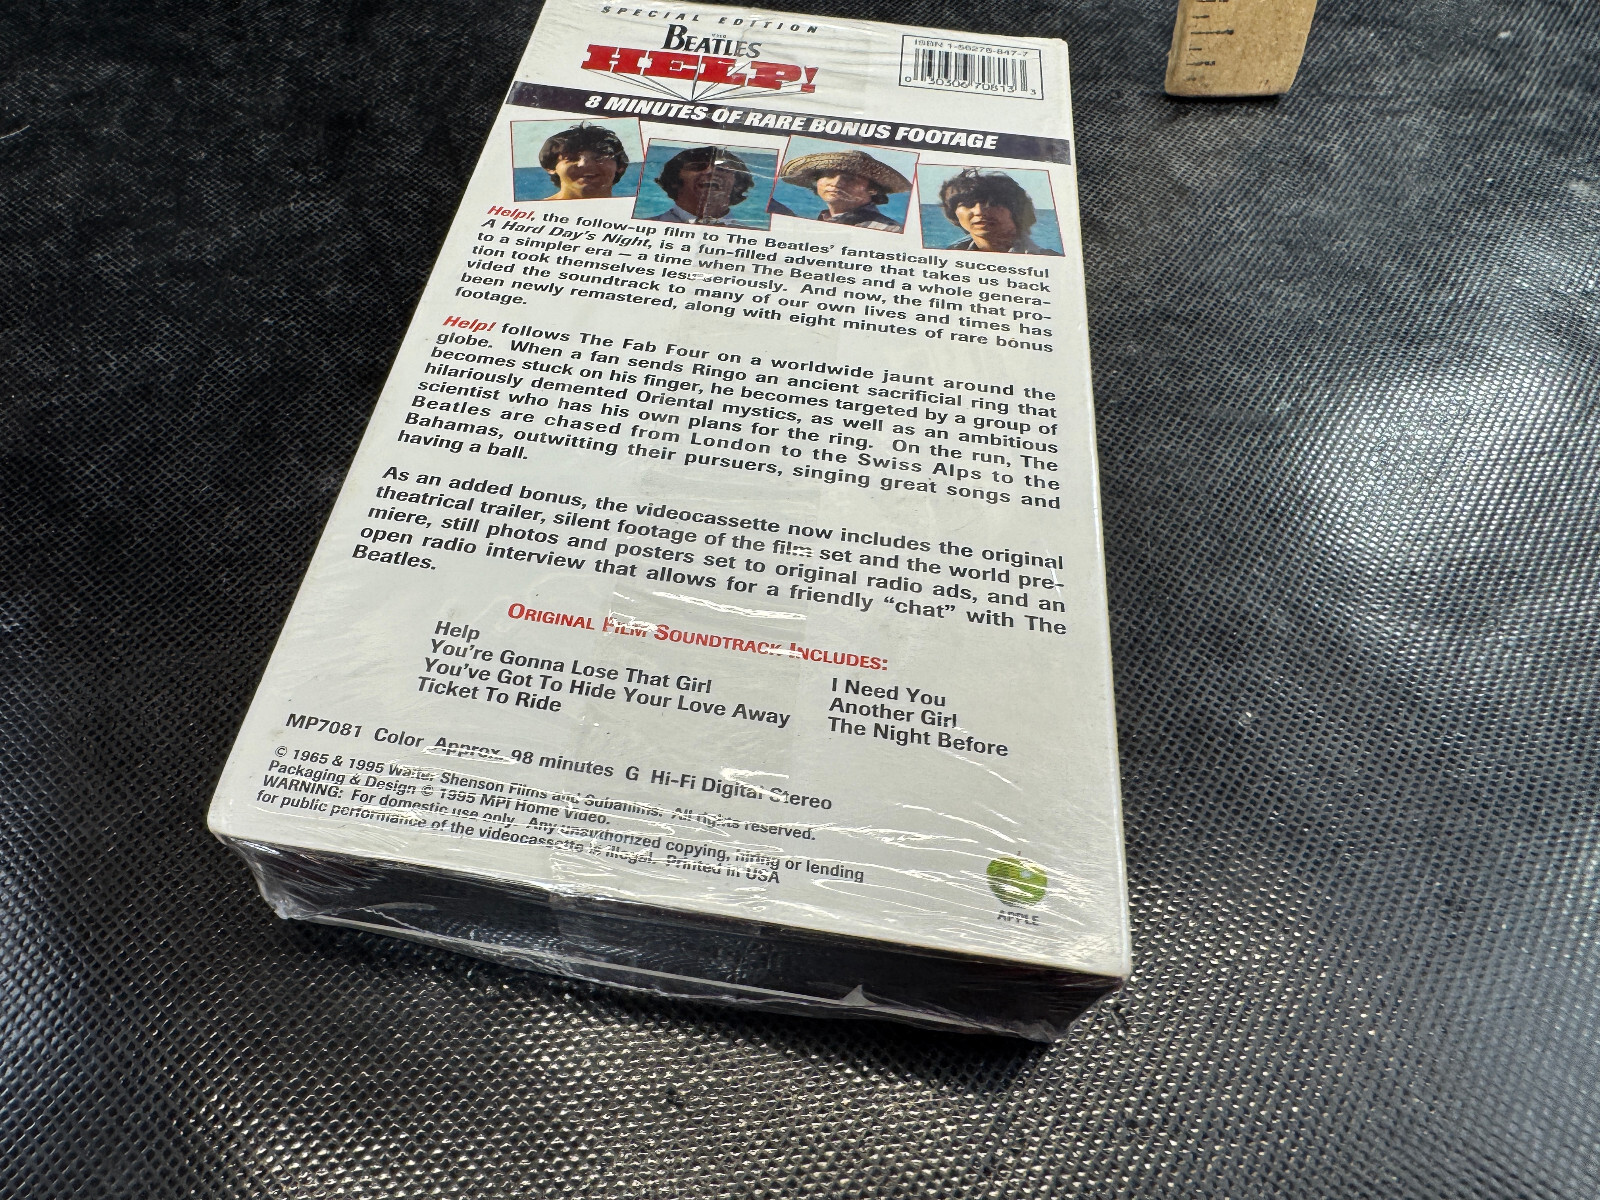 SPECIAL EDITION
THE
BEATLES
HELP!
ISBN 1-56276-847-7
0 30306 70813 3
8 MINUTES OF RARE BONUS FOOTAGE
Help!, the follow-up film to The Beatles' fantastically successful
A Hard Day's Night, is a fun-filled adventure that takes us back
to a simpler era — a time when The Beatles and a whole genera-
tion took themselves less seriously. And now, the film that pro-
vided the soundtrack to many of our own lives and times has
been newly remastered, along with eight minutes of rare bonus
footage.
Help! follows The Fab Four on a worldwide jaunt around the
globe. When a fan sends Ringo an ancient sacrificial ring that
becomes stuck on his finger, he becomes targeted by a group of
hilariously demented Oriental mystics, as well as an ambitious
scientist who has his own plans for the ring. On the run, The
Beatles are chased from London to the Swiss Alps to the
Bahamas, outwitting their pursuers, singing great songs and
having a ball.
As an added bonus, the videocassette now includes the original
theatrical trailer, silent footage of the film set and the world pre-
miere, still photos and posters set to original radio ads, and an
open radio interview that allows for a friendly “chat” with The
Beatles.
ORIGINAL FILM SOUNDTRACK INCLUDES:
Help
You're Gonna Lose That Girl
You've Got To Hide Your Love Away
Ticket To Ride
I Need You
Another Girl
The Night Before
MP7081 Color Approx. 98 minutes G Hi-Fi Digital Stereo
© 1965 & 1995 Walter Shenson Films and Subafilms. All rights reserved.
Packaging & Design © 1995 MPI Home Video.
WARNING: For domestic use only. Any unauthorized copying, hiring or lending
for public performance of the videocassette is illegal. Printed in USA
APPLE